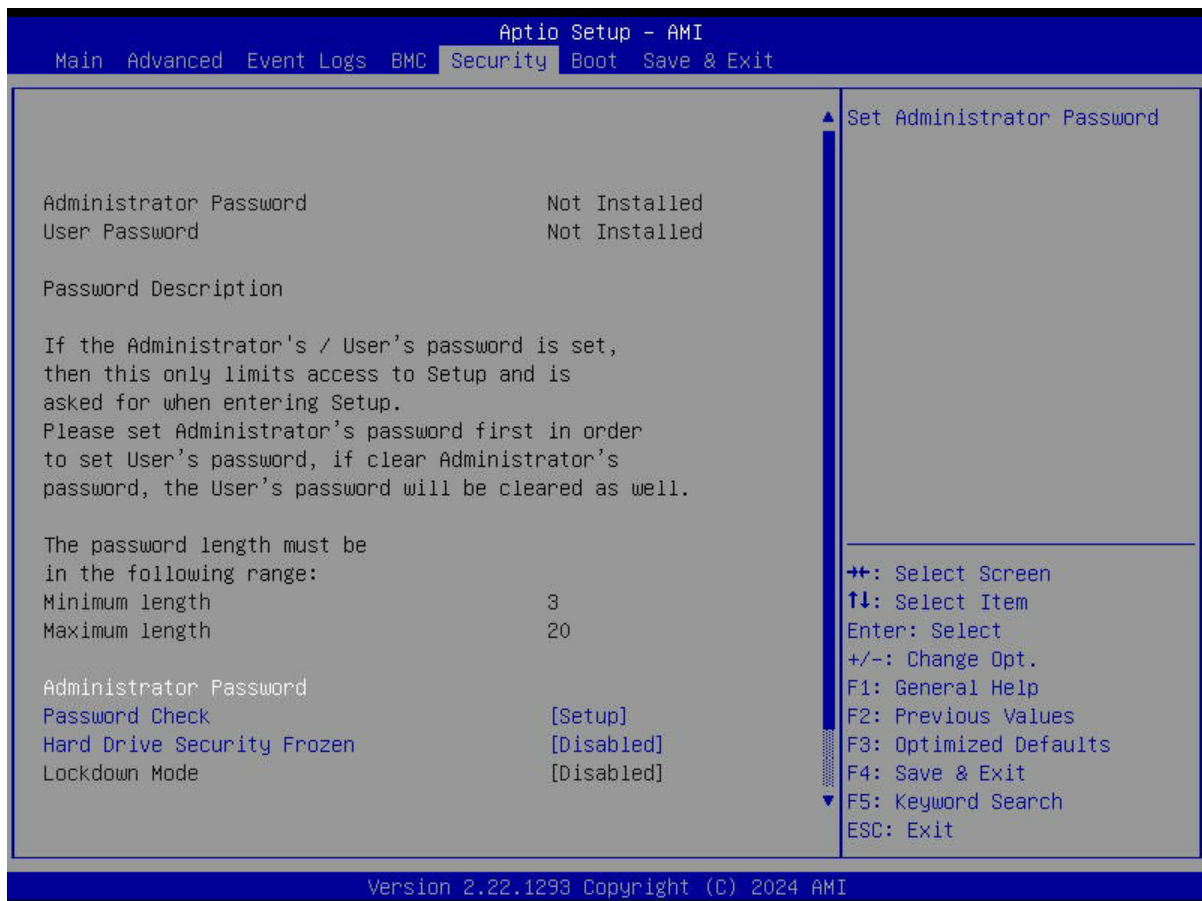 Aptio Setup – AMI
Main Advanced Event Logs BMC Security Boot Save & Exit
Set Administrator Password
Administrator Password Not Installed
User Password Not Installed
Password Description
If the Administrator's / User's password is set,
then this only limits access to Setup and is
asked for when entering Setup.
Please set Administrator's password first in order
to set User's password, if clear Administrator's
password, the User's password will be cleared as well.
The password length must be
in the following range:
Minimum length 3
Maximum length 20
Administrator Password
Password Check [Setup]
Hard Drive Security Frozen [Disabled]
Lockdown Mode [Disabled]
→←: Select Screen
↑↓: Select Item
Enter: Select
+/-: Change Opt.
F1: General Help
F2: Previous Values
F3: Optimized Defaults
F4: Save & Exit
F5: Keyword Search
ESC: Exit
Version 2.22.1293 Copyright (C) 2024 AMI